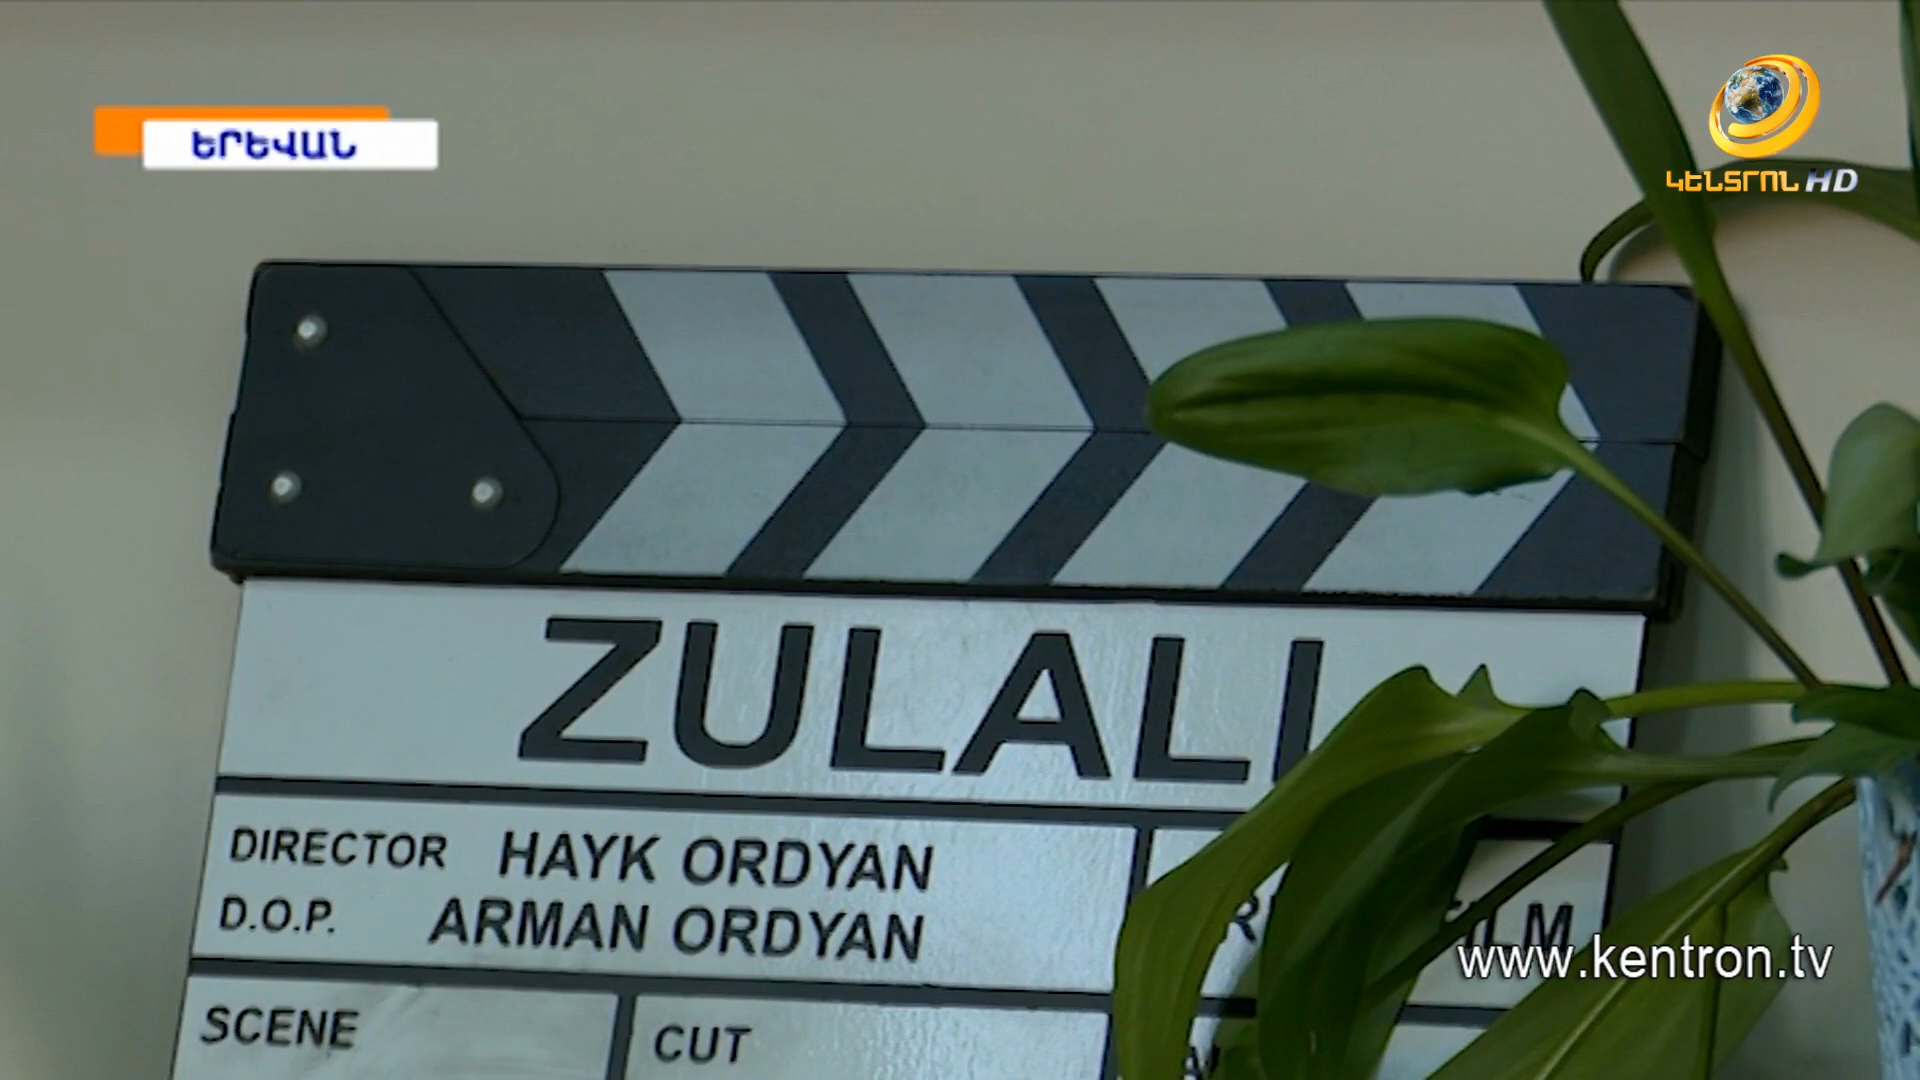 ԵՐԵՎԱՆ
ԿԵՆՏՐՈՆ HD
ZULALI
DIRECTOR HAYK ORDYAN
D.O.P. ARMAN ORDYAN
www.kentron.tv
SCENE
CUT